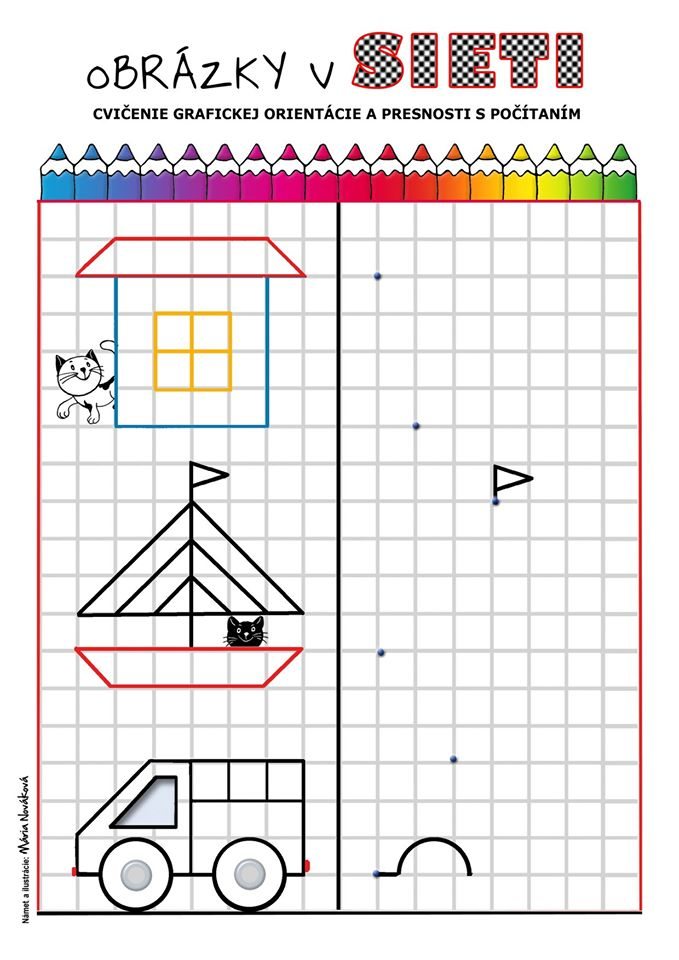 OBRÁZKY V SIETI
CVIČENIE GRAFICKEJ ORIENTÁCIE A PRESNOSTI S POČÍTANÍM
Námet a ilustrácie: Mária Nováková